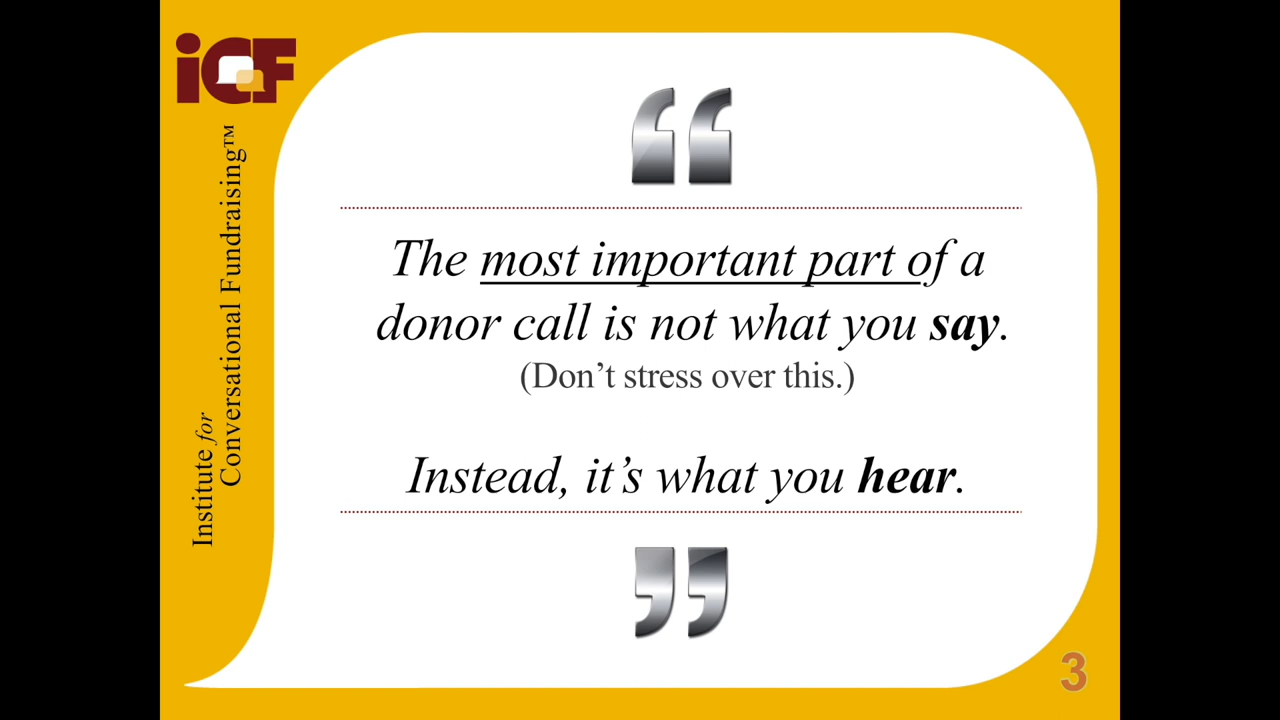 iCF
Institute for
Conversational Fundraising™
The most important part of a
donor call is not what you say.
(Don’t stress over this.)
Instead, it’s what you hear.
3